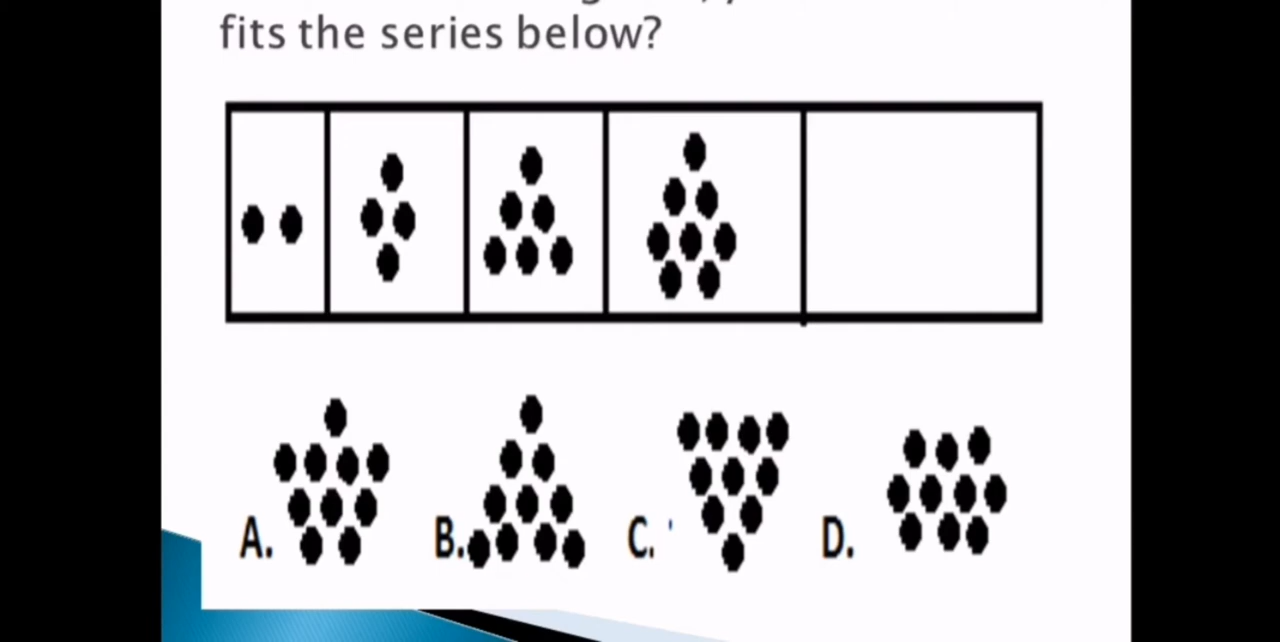 fits the series below?
A. B. C. D.